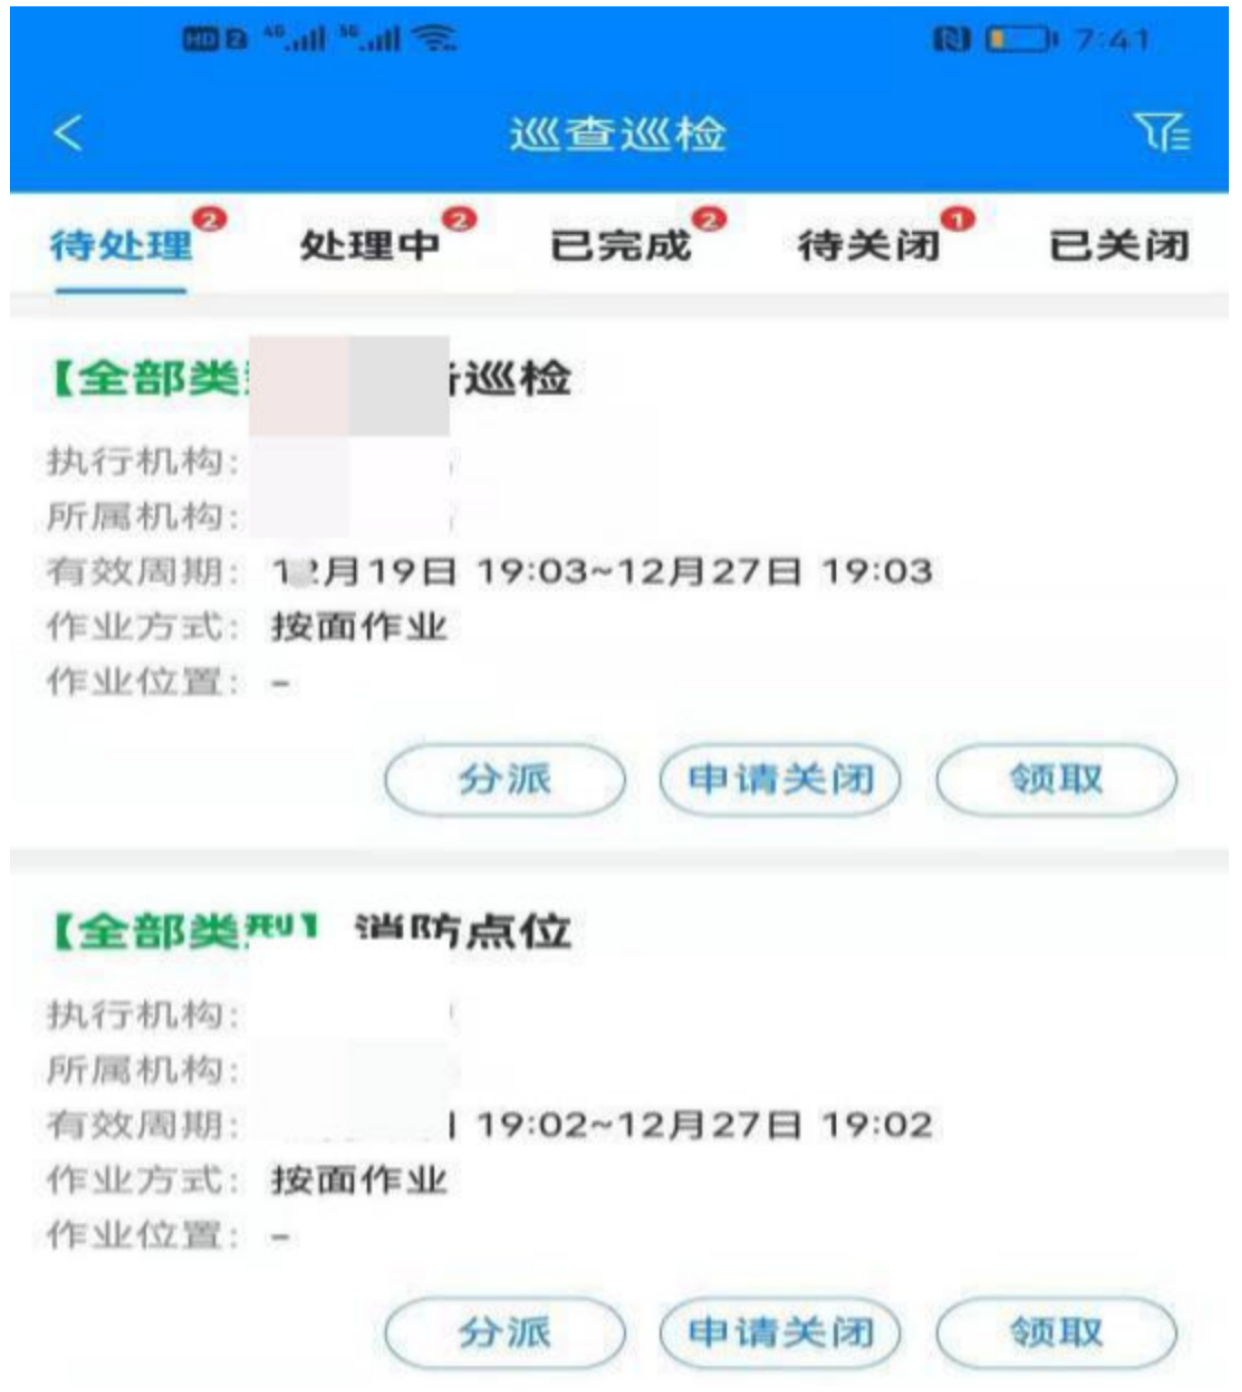 HD 2 4G 5G 7:41
巡查巡检
待处理 2 处理中 2 已完成 2 待关闭 1 已关闭
【全部类 巡检
执行机构:
所属机构:
有效周期: 12月19日 19:03~12月27日 19:03
作业方式: 按面作业
作业位置: -
分派 申请关闭 领取
【全部类型】 消防点位
执行机构:
所属机构:
有效周期: 19:02~12月27日 19:02
作业方式: 按面作业
作业位置: -
分派 申请关闭 领取